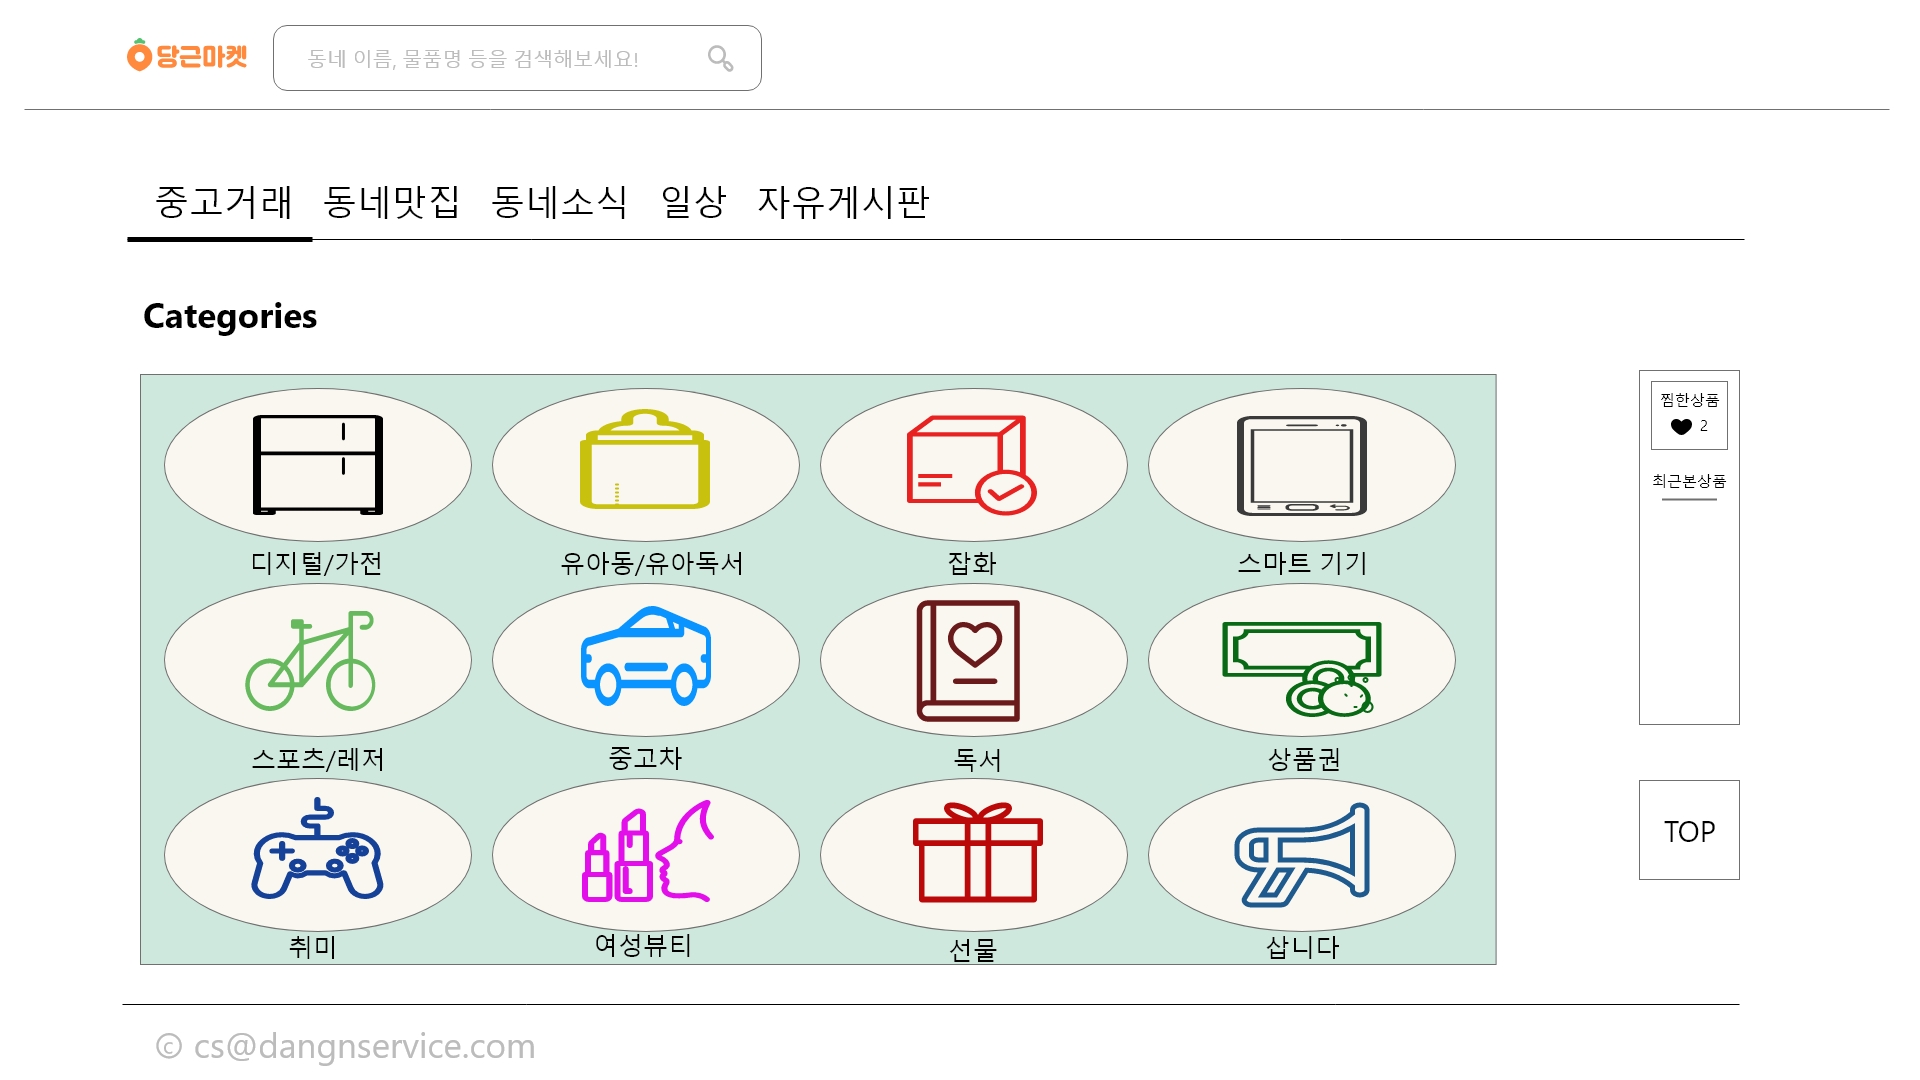 당근마켓
동네 이름, 물품명 등을 검색해보세요!
중고거래 동네맛집 동네소식 일상 자유게시판
Categories
디지털/가전 유아동/유아독서 잡화 스마트 기기
스포츠/레저 중고차 독서 상품권
취미 여성뷰티 선물 삽니다
찜한상품
2
최근본상품
TOP
© cs@dangnservice.com